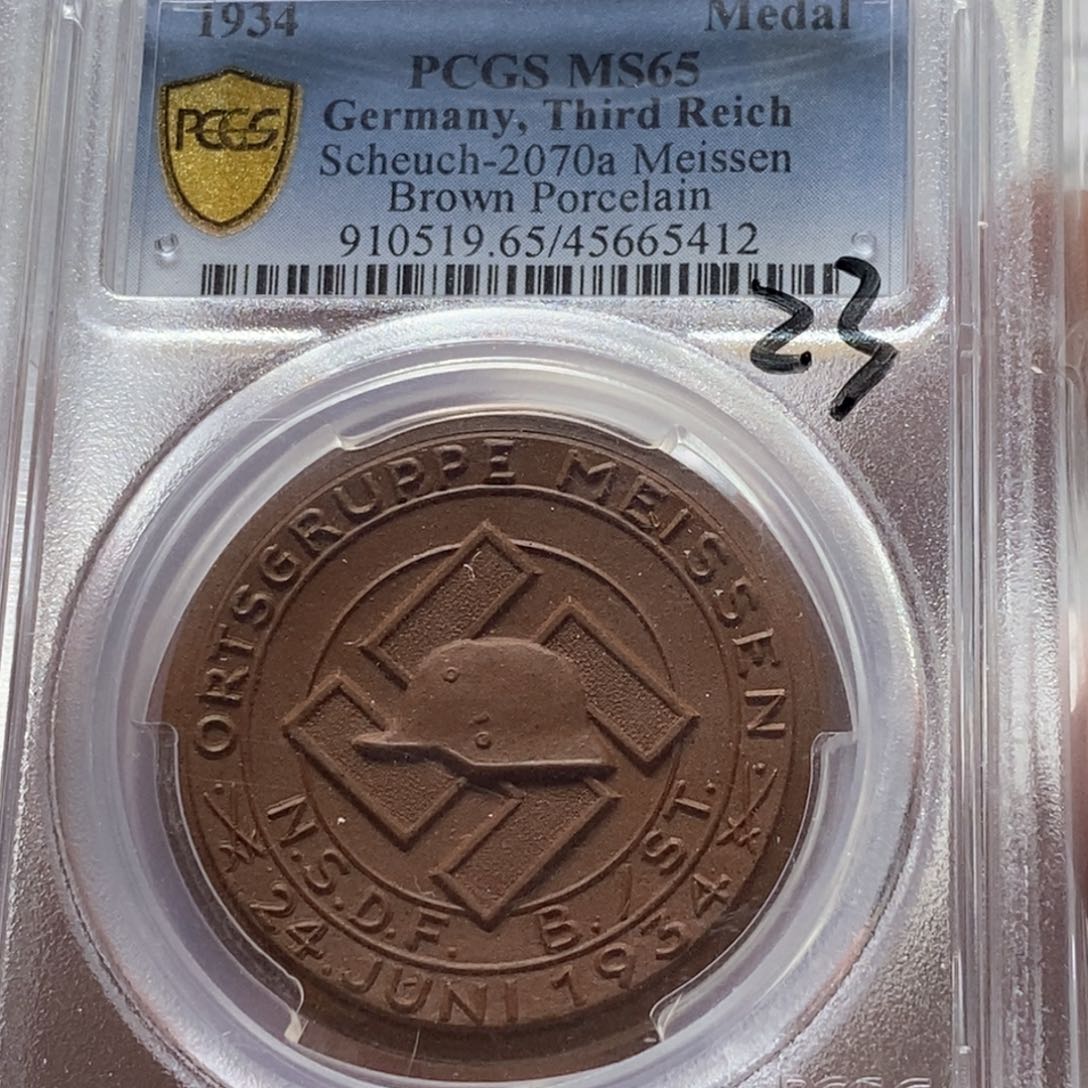 1934 Medal
PCGS MS65
PCGS
Germany, Third Reich
Scheuch-2070a Meissen
Brown Porcelain
910519.65/45665412
23
ORTSGRUPPE MEISSEN
N.S.D.F.B./ST.
24. JUNI 1934